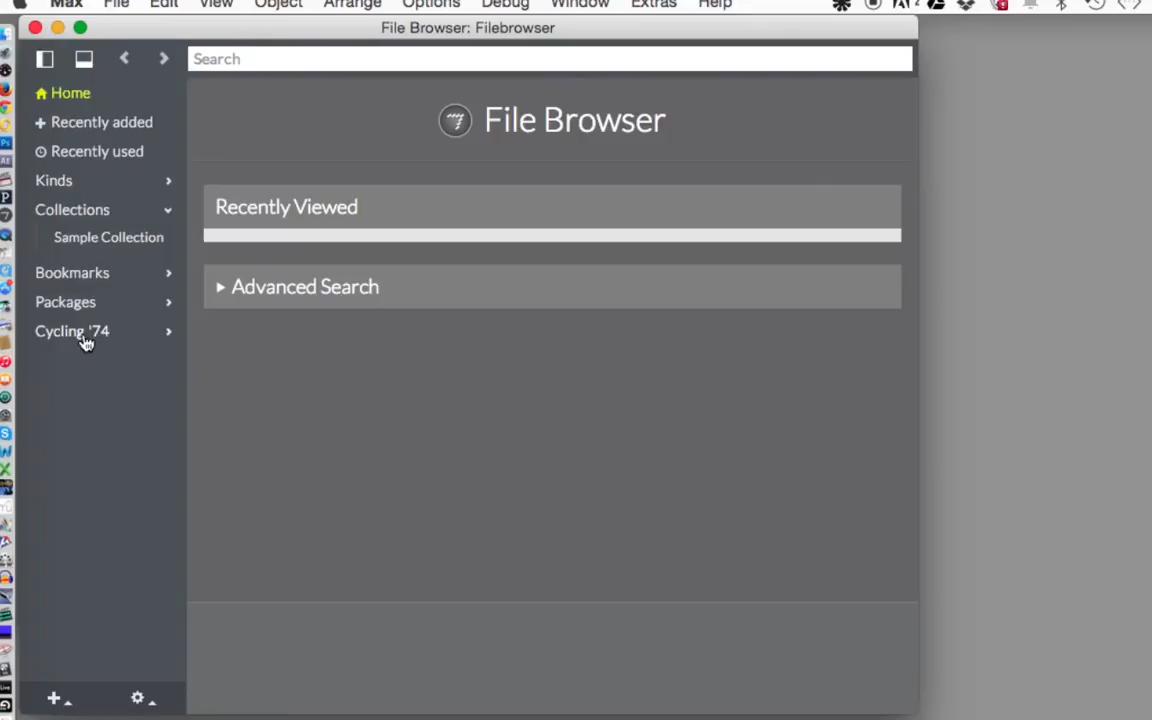 Max File Edit View Object Arrange Options Debug Window Extras Help
File Browser: Filebrowser
Search
Home
Recently added
Recently used
Kinds
Collections
Sample Collection
Bookmarks
Packages
Cycling '74
File Browser
Recently Viewed
Advanced Search